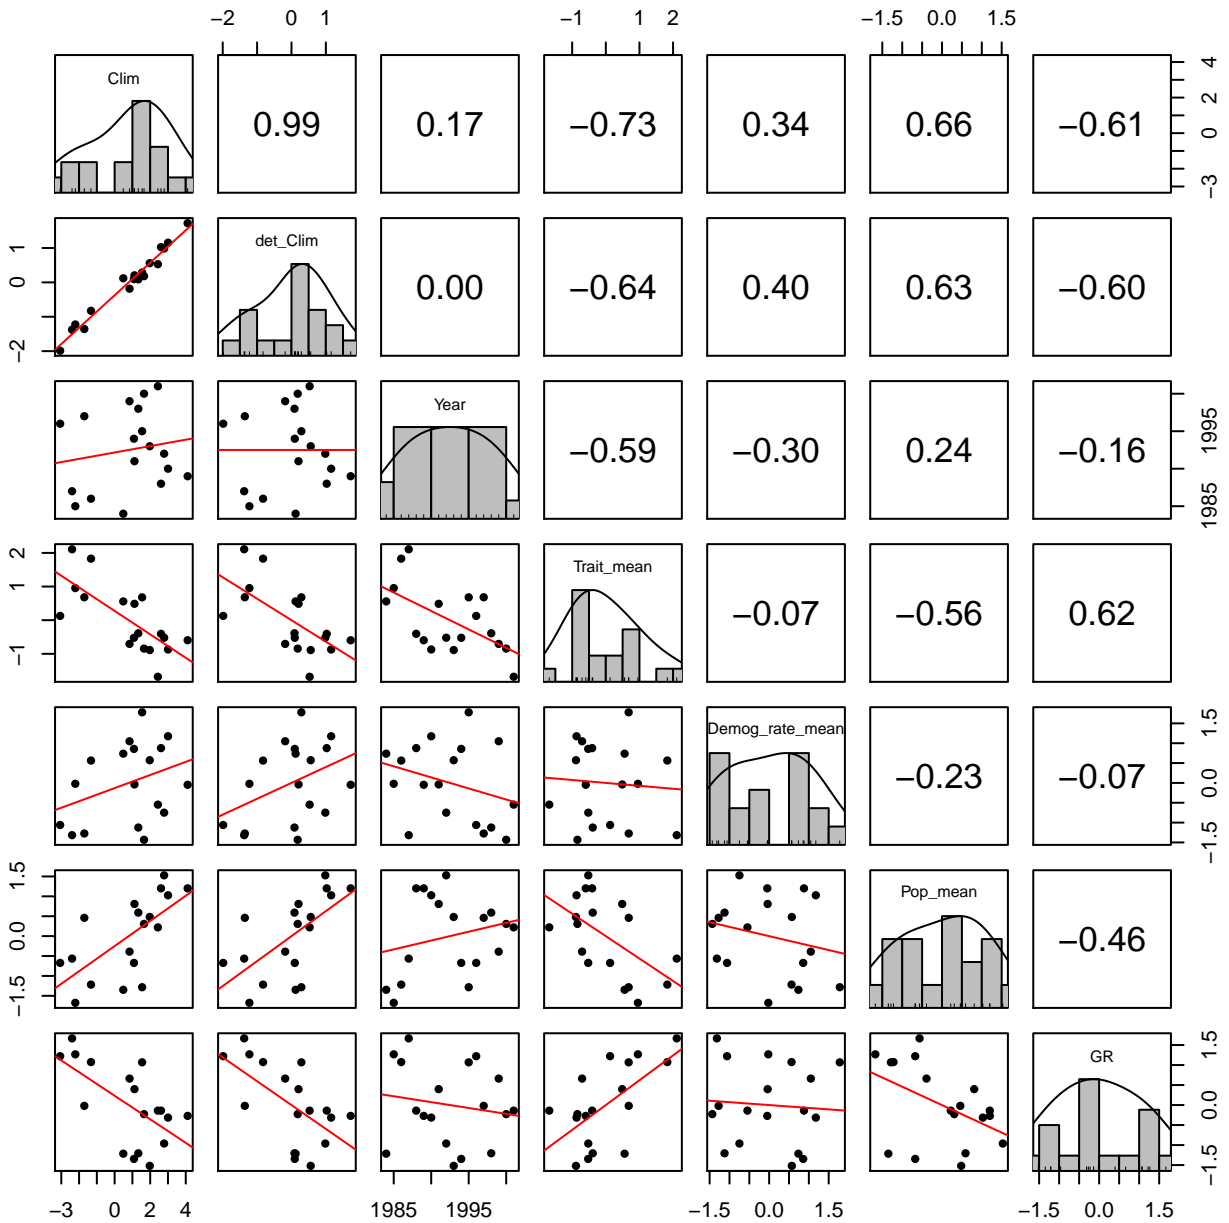 −2 0 1 −1 1 2 −1.5 0.0 1.5
Clim 0.99 0.17 −0.73 0.34 0.66 −0.61
4 2 0 −3
det_Clim 0.00 −0.64 0.40 0.63 −0.60
1 0 −2
Year −0.59 −0.30 0.24 −0.16
1995 1985
Trait_mean −0.07 −0.56 0.62
2 1 −1
Demog_rate_mean −0.23 −0.07
1.5 0.0 −1.5
Pop_mean −0.46
1.5 0.0 −1.5
GR
1.5 0.0 −1.5
−3 0 2 4 1985 1995 −1.5 0.0 1.5 −1.5 0.0 1.5